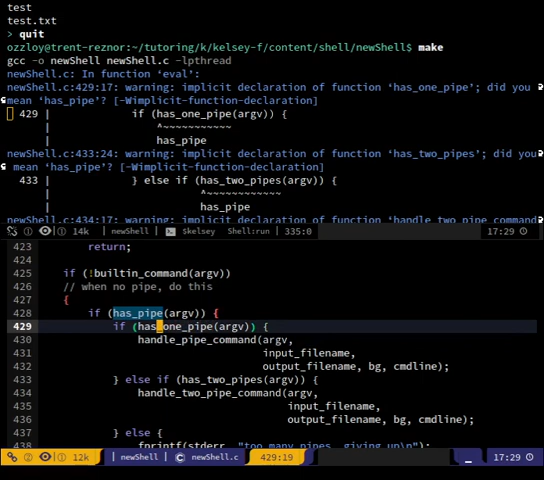 test
test.txt
> quit
ozzloy@trent-reznor:~/tutoring/k/kelsey-f/content/shell/newShell$ make
gcc -o newShell newShell.c -lpthread
newShell.c: In function ‘eval’:
newShell.c:429:17: warning: implicit declaration of function ‘has_one_pipe’; did you
mean ‘has_pipe’? [-Wimplicit-function-declaration]
429 | if (has_one_pipe(argv)) {
| ^~~~~~~~~~~~
| has_pipe
newShell.c:433:24: warning: implicit declaration of function ‘has_two_pipes’; did you
mean ‘has_pipe’? [-Wimplicit-function-declaration]
433 | } else if (has_two_pipes(argv)) {
| ^~~~~~~~~~~~~
| has_pipe
newShell.c:434:17: warning: implicit declaration of function ‘handle_two_pipe_command
14k | newShell | $kelsey Shell:run | 335:0 17:29
423 return;
424
425 if (!builtin_command(argv))
426 // when no pipe, do this
427 {
428 if (has_pipe(argv)) {
429 if (has_one_pipe(argv)) {
430 handle_pipe_command(argv,
431 input_filename,
432 output_filename, bg, cmdline);
433 } else if (has_two_pipes(argv)) {
434 handle_two_pipe_command(argv,
435 input_filename,
436 output_filename, bg, cmdline);
437 } else {
438 fprintf(stderr, "too many pipes, giving up\n");
12k | newShell C newShell.c 429:19 17:29